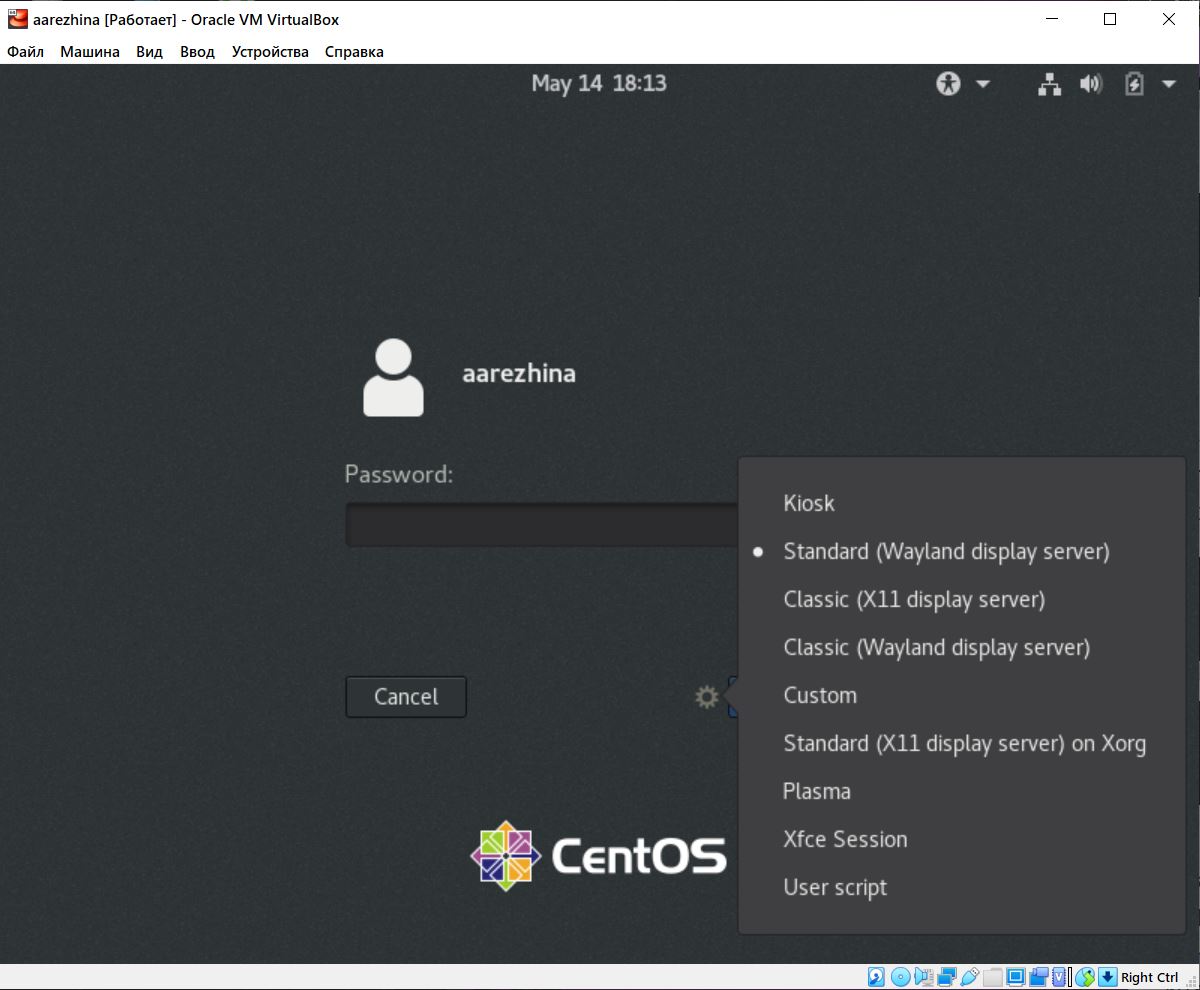 aarezhina [Работает] - Oracle VM VirtualBox
Файл Машина Вид Ввод Устройства Справка
May 14 18:13
aarezhina
Password:
Kiosk
Standard (Wayland display server)
Classic (X11 display server)
Classic (Wayland display server)
Cancel
Custom
Standard (X11 display server) on Xorg
Plasma
Xfce Session
User script
CentOS
Right Ctrl